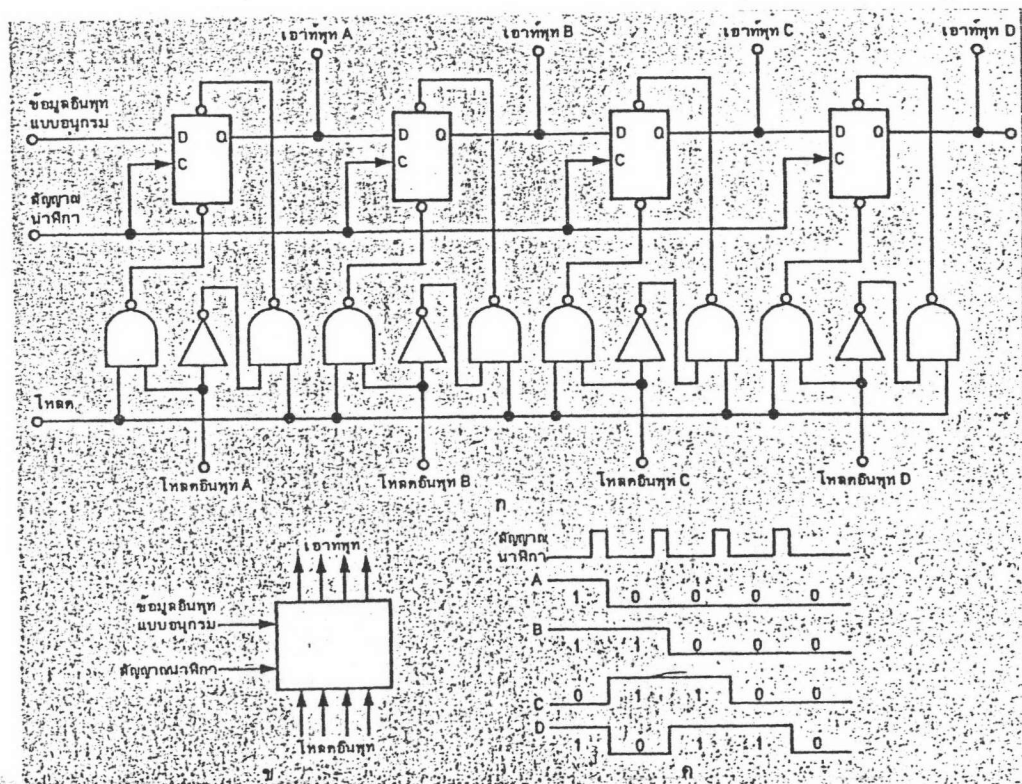 เอาท์พุท A
เอาท์พุท B
เอาท์พุท C
เอาท์พุท D
ข้อมูลอินพุท
แบบอนุกรม
D Q
C
D Q
C
D Q
C
D Q
C
สัญญาณ
นาฬิกา
โหลด
โหลดอินพุท A
โหลดอินพุท B
โหลดอินพุท C
โหลดอินพุท D
ก
เอาท์พุท
ข้อมูลอินพุท
แบบอนุกรม
สัญญาณนาฬิกา
โหลดอินพุท
ข
สัญญาณ
นาฬิกา
A
1 0 0 0 0
B
1 1 0 0 0
C
0 1 1 0 0
D
1 0 1 1 0
ค